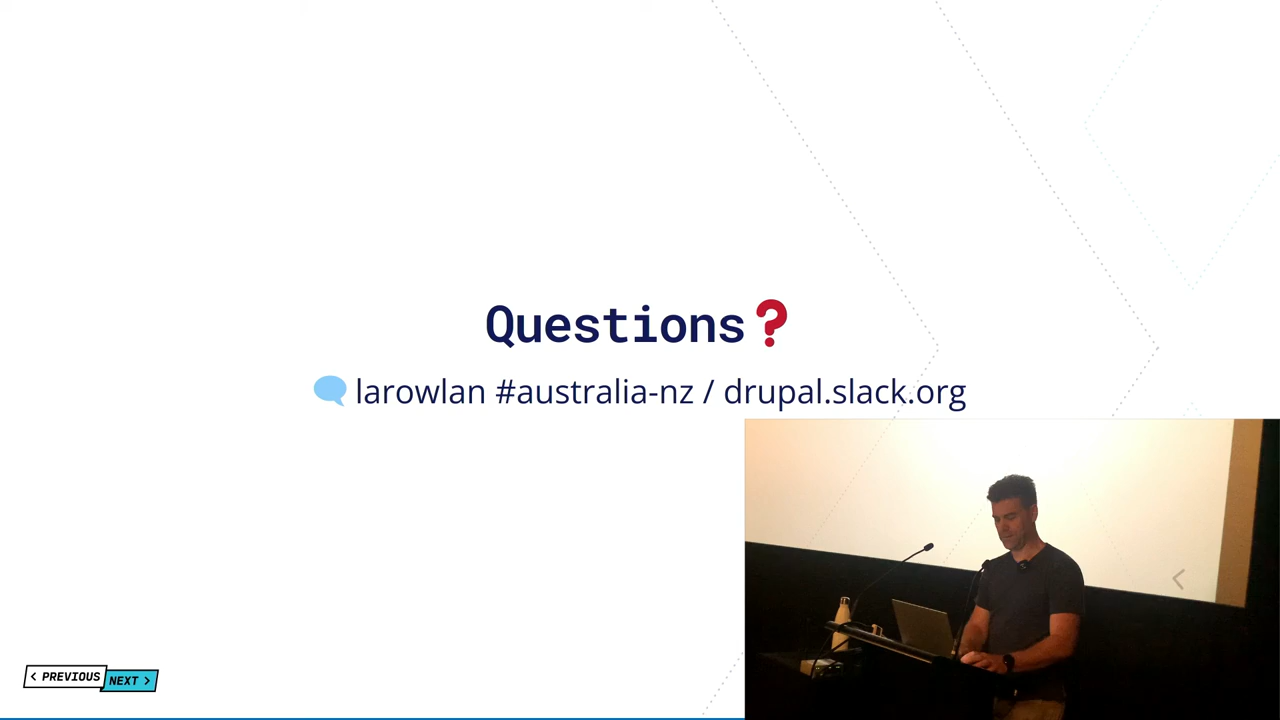 Questions❓
🗨 larowlan #australia-nz / drupal.slack.org
< PREVIOUS
NEXT >